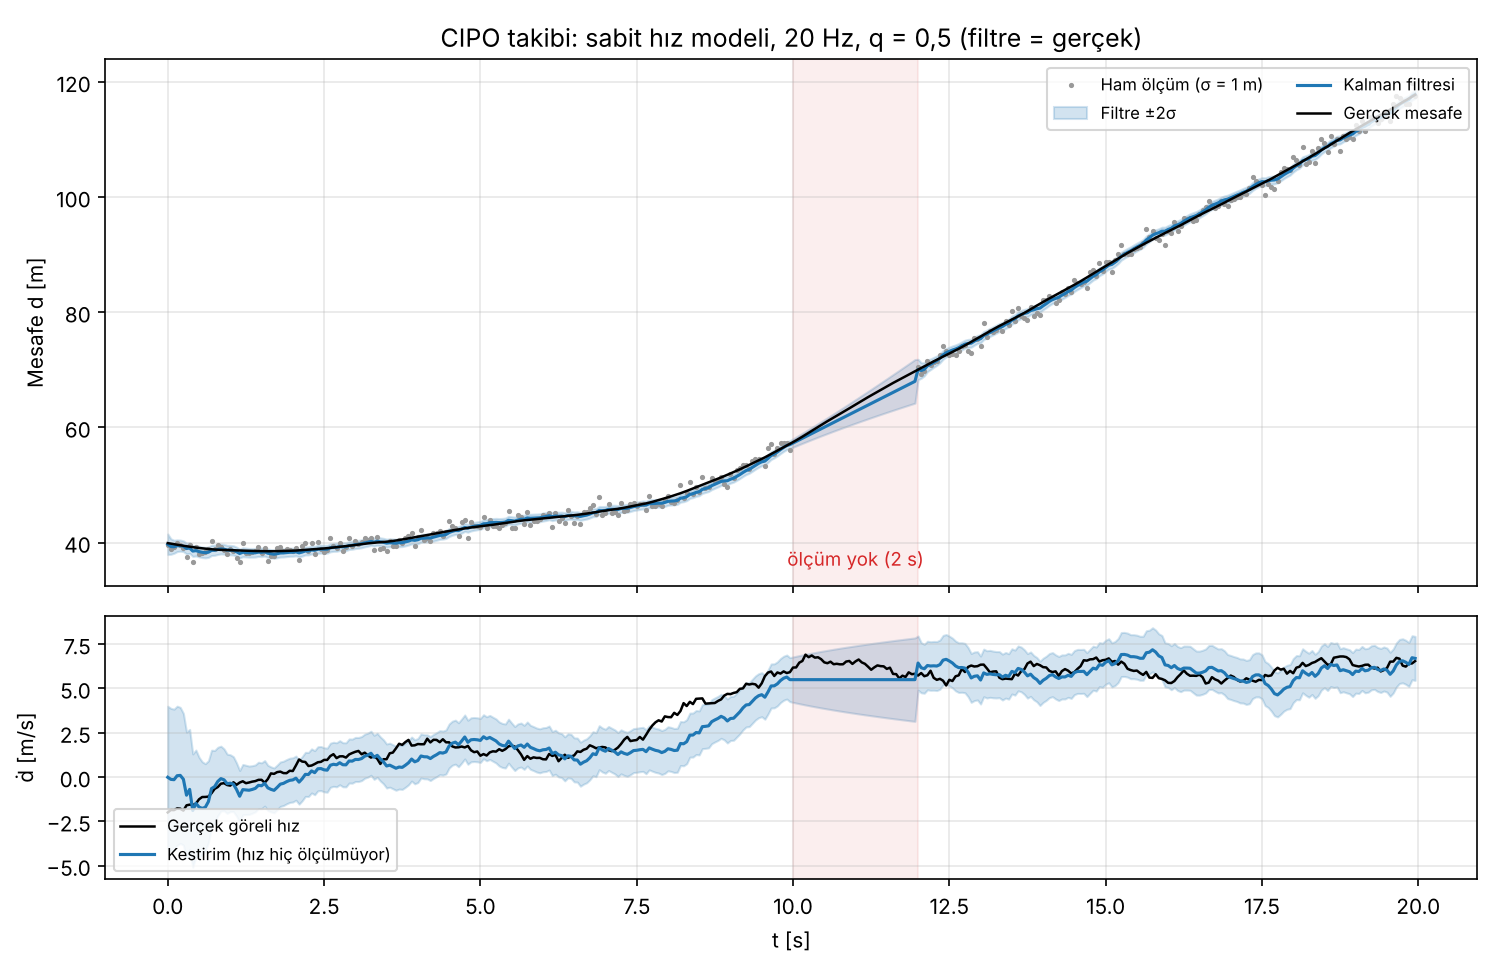 CIPO takibi: sabit hız modeli, 20 Hz, q = 0,5 (filtre = gerçek)
Ham ölçüm (σ = 1 m)
Filtre ±2σ
Kalman filtresi
Gerçek mesafe
Mesafe d [m]
120
100
80
60
40
ölçüm yok (2 s)
ḋ [m/s]
7.5
5.0
2.5
0.0
−2.5
−5.0
Gerçek göreli hız
Kestirim (hız hiç ölçülmüyor)
0.0 2.5 5.0 7.5 10.0 12.5 15.0 17.5 20.0
t [s]